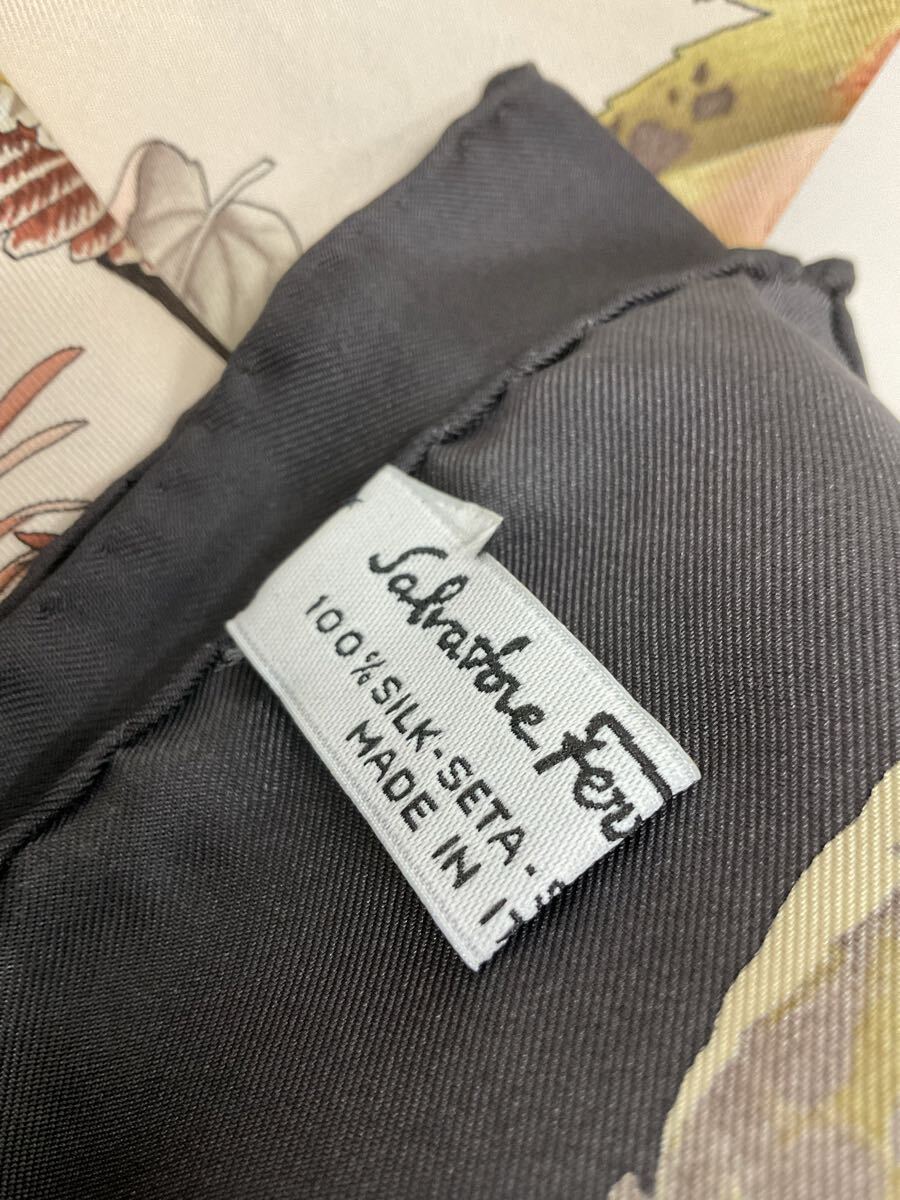 Salvatore Fer
100% SILK-SETA-
MADE IN I